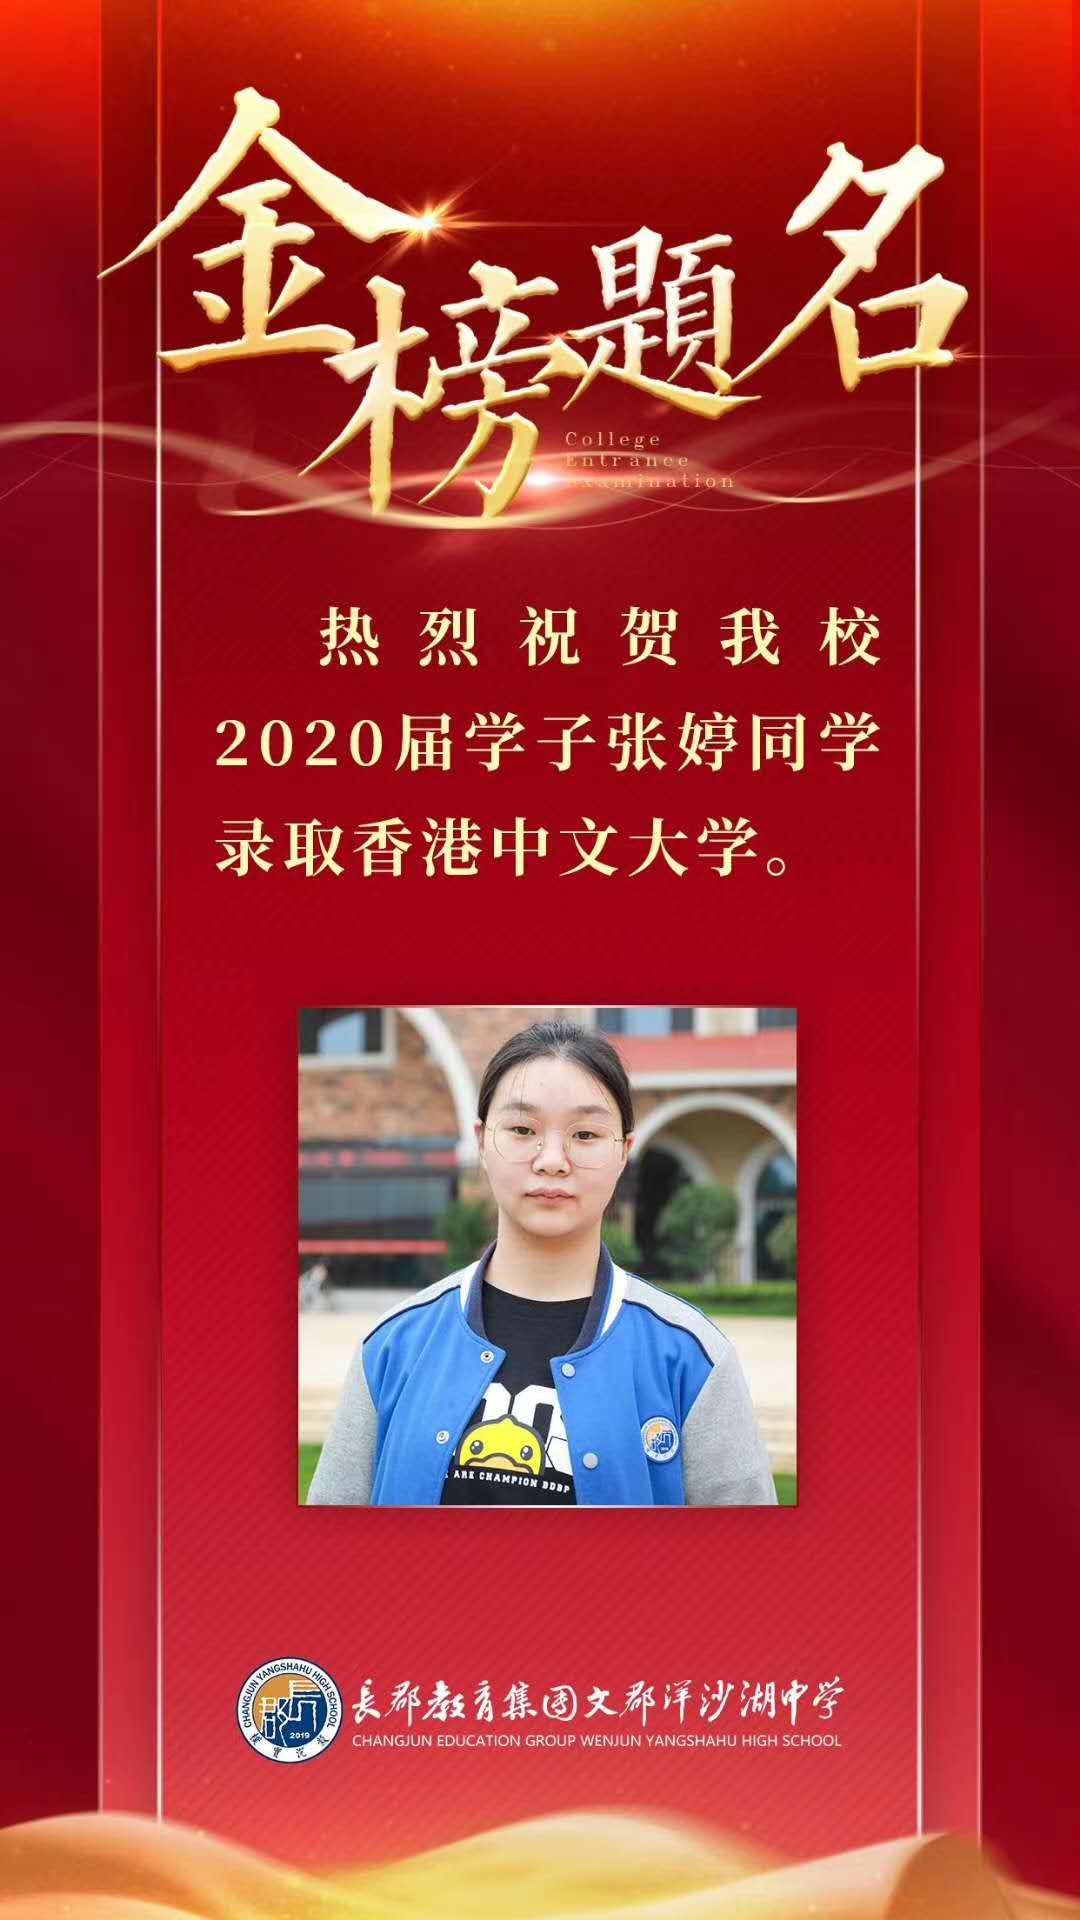 金榜题名
College
Entrance
Examination
热烈祝贺我校
2020届学子张婷同学
录取香港中文大学。
ARE CHAMPION BDBP
CHANGJUN YANGSHAHU HIGH SCHOOL
2019
長郡教育集团文郡洋沙湖中学
CHANGJUN EDUCATION GROUP WENJUN YANGSHAHU HIGH SCHOOL